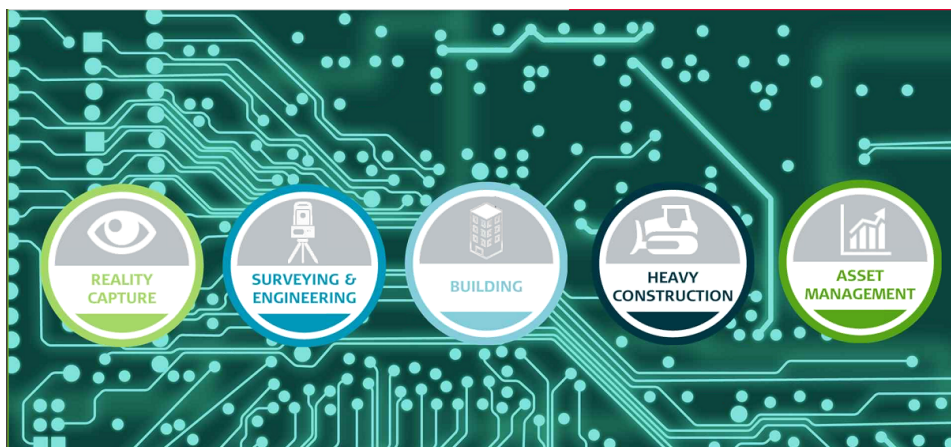 REALITY
CAPTURE
SURVEYING &
ENGINEERING
BUILDING
HEAVY
CONSTRUCTION
ASSET
MANAGEMENT